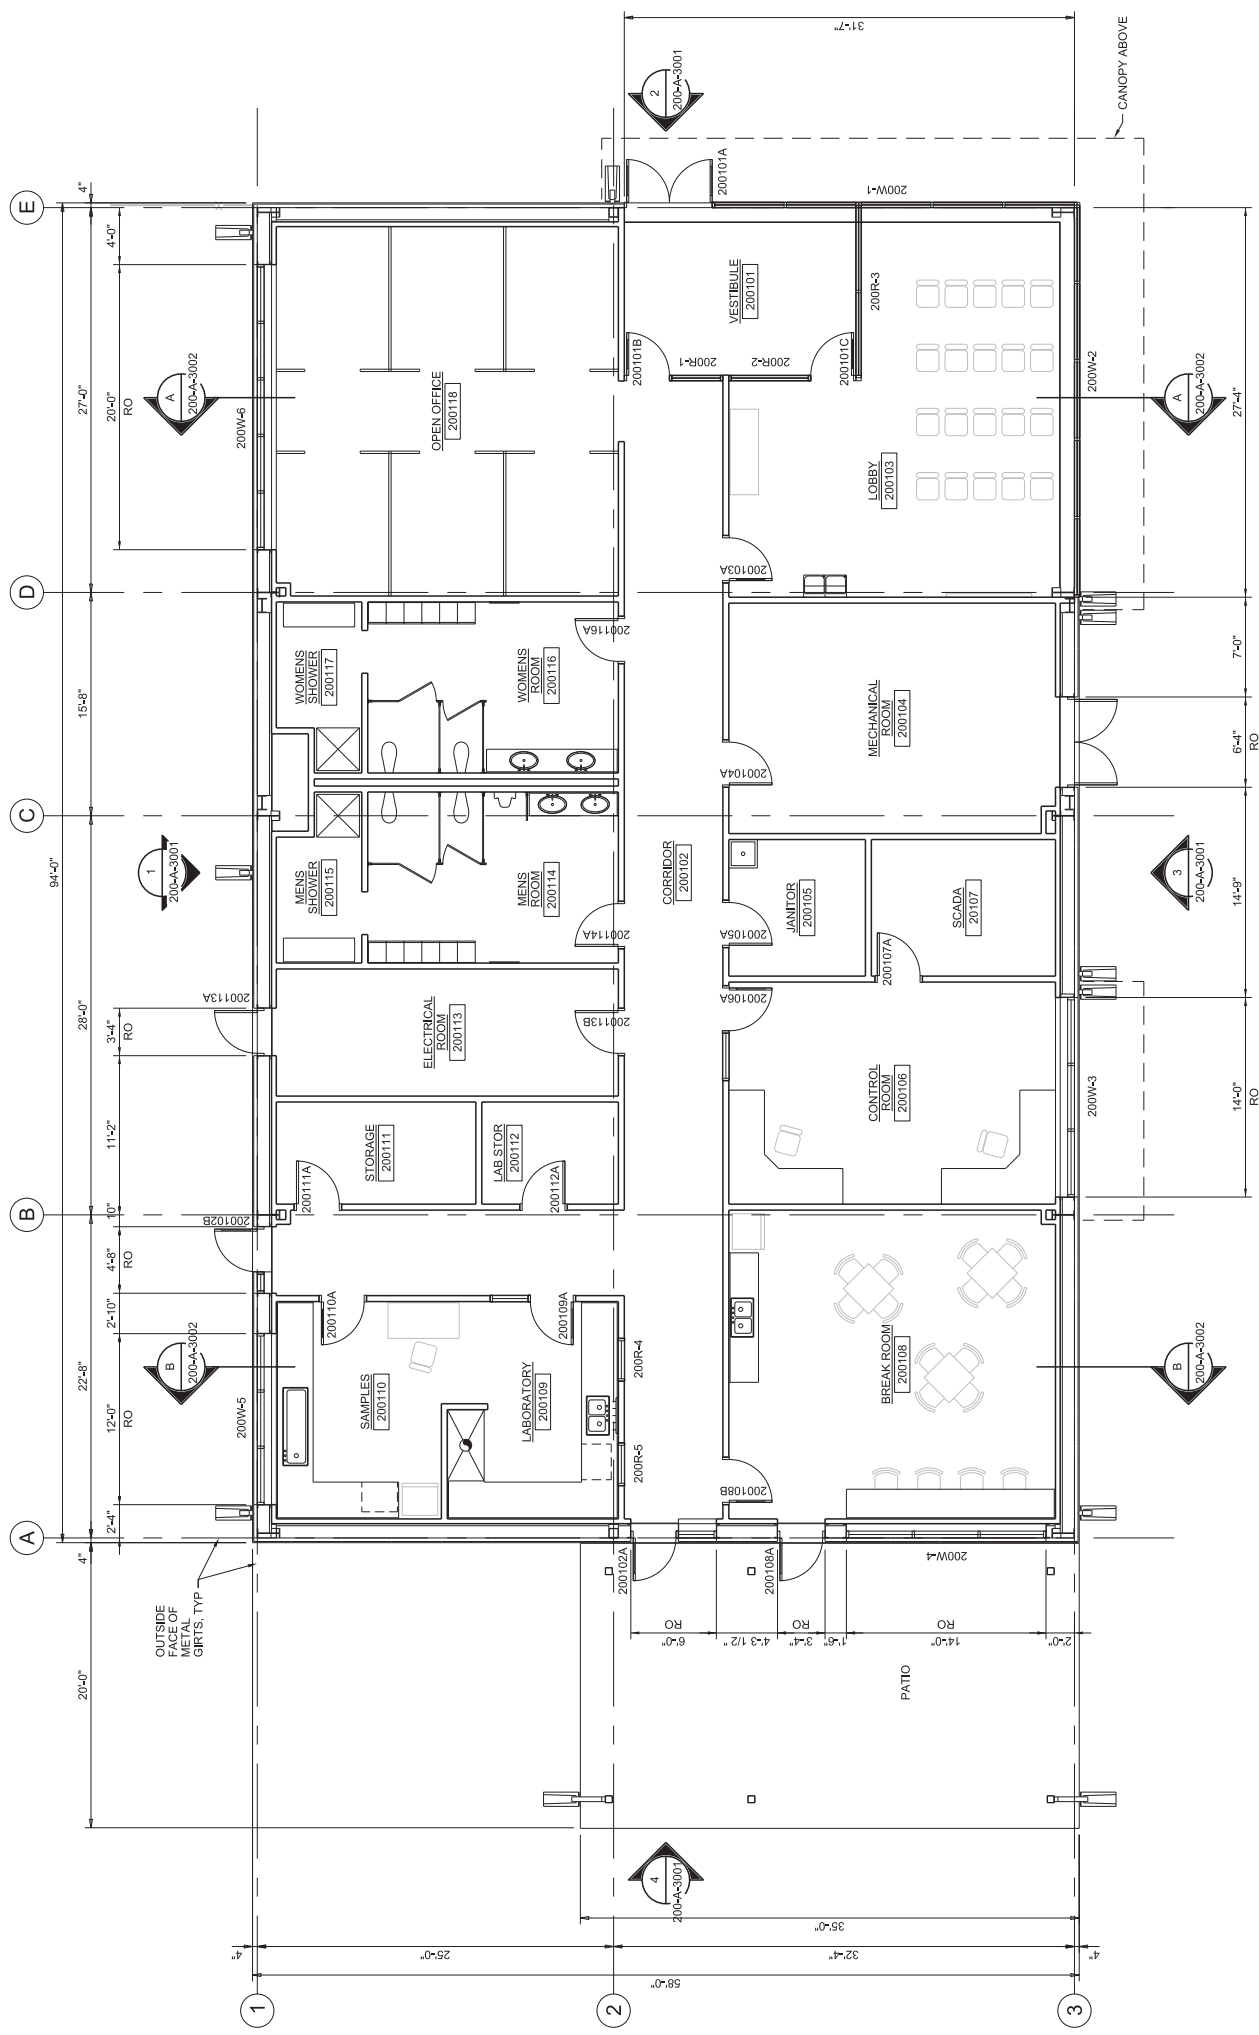 31'-7"
CANOPY ABOVE
2
200-A-3001
E
4"
4'-0"
20'-0"
RO
27'-0"
94'-0"
A
200-A-3002
200W-6
OPEN OFFICE
200118
VESTIBULE
200101
200101A
200101B
200101C
200R-1
200R-2
200R-3
200W-1
200W-2
LOBBY
200103
200103A
A
200-A-3002
27'-4"
D
15'-8"
WOMENS
SHOWER
200117
WOMENS
ROOM
200116
200116A
MECHANICAL
ROOM
200104
200104A
7'-0"
6'-4"
RO
C
1
200-A-3001
MENS
SHOWER
200115
MENS
ROOM
200114
200114A
CORRIDOR
200102
JANITOR
200105
200105A
SCADA
20107
200107A
3
200-A-3001
14'-9"
28'-0"
3'-4"
RO
200113A
ELECTRICAL
ROOM
200113
200113B
200106A
CONTROL
ROOM
200106
200W-3
14'-0"
RO
11'-2"
STORAGE
200111
200111A
LAB STOR
200112
200112A
B
10"
200102B
4'-8"
RO
2'-10"
22'-8"
12'-0"
RO
2'-4"
B
200-A-3002
200W-5
200110A
SAMPLES
200110
200109A
LABORATORY
200109
200R-4
200R-5
BREAK ROOM
200108
200108B
B
200-A-3002
A
4"
20'-0"
OUTSIDE
FACE OF
METAL
GIRTS, TYP
200102A
200108A
200W-4
6'-0"
RO
4'-3 1/2"
3'-4"
RO
1'-6"
14'-0"
RO
2'-0"
PATIO
4
200-A-3001
35'-0"
4"
25'-0"
32'-4"
4"
58'-0"
1
2
3